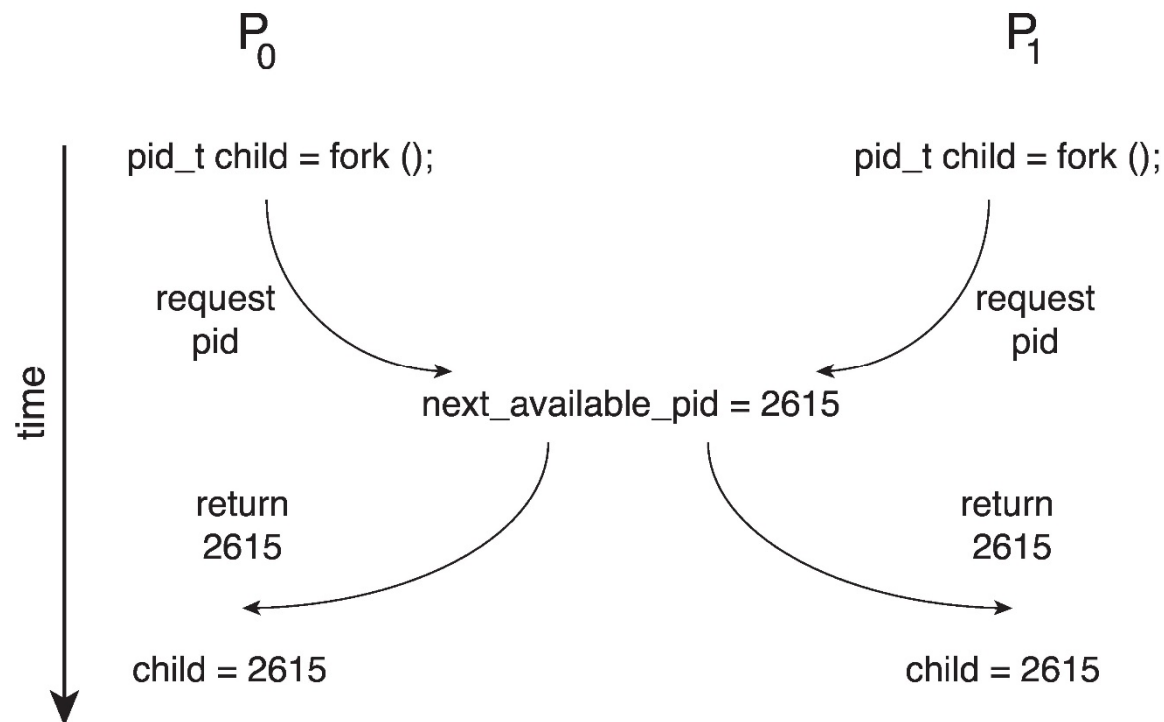 P₀
P₁
pid_t child = fork ();
pid_t child = fork ();
request
pid
request
pid
time
next_available_pid = 2615
return
2615
return
2615
child = 2615
child = 2615